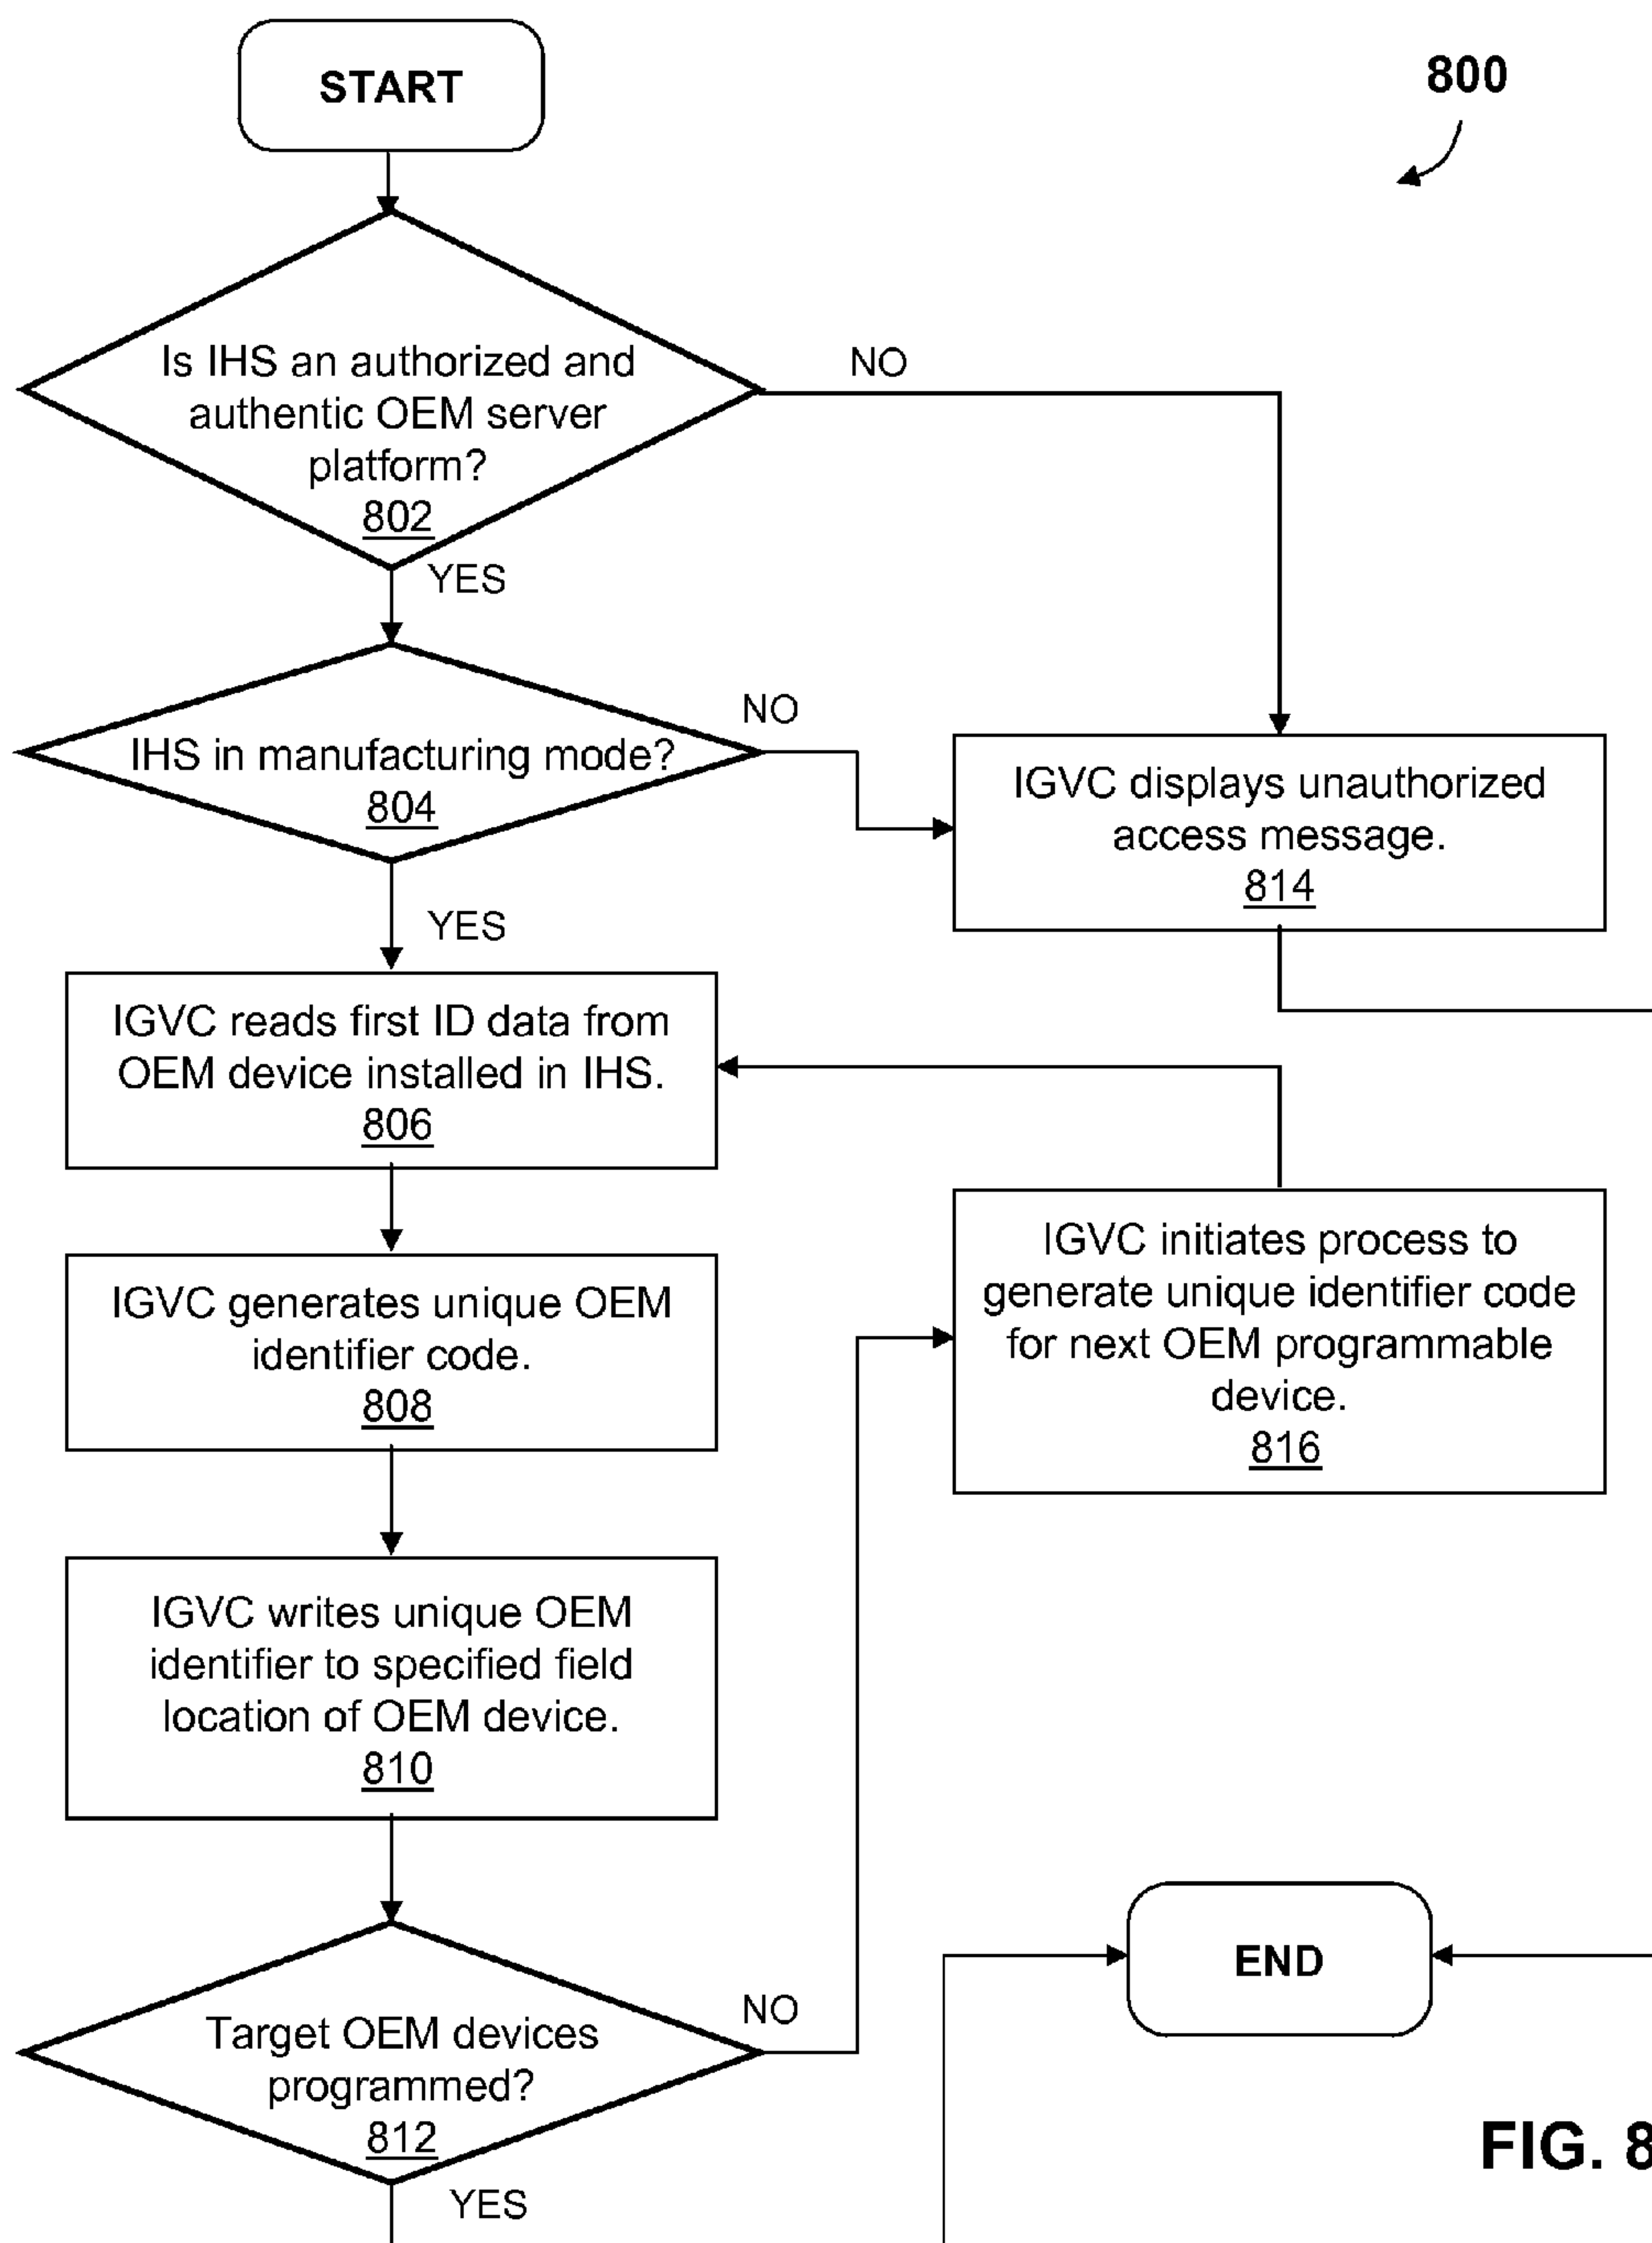 START
800
Is IHS an authorized and
authentic OEM server
platform?
802
NO
YES
IHS in manufacturing mode?
804
NO
YES
IGVC displays unauthorized
access message.
814
IGVC reads first ID data from
OEM device installed in IHS.
806
IGVC generates unique OEM
identifier code.
808
IGVC initiates process to
generate unique identifier code
for next OEM programmable
device.
816
IGVC writes unique OEM
identifier to specified field
location of OEM device.
810
Target OEM devices
programmed?
812
NO
YES
END
FIG. 8